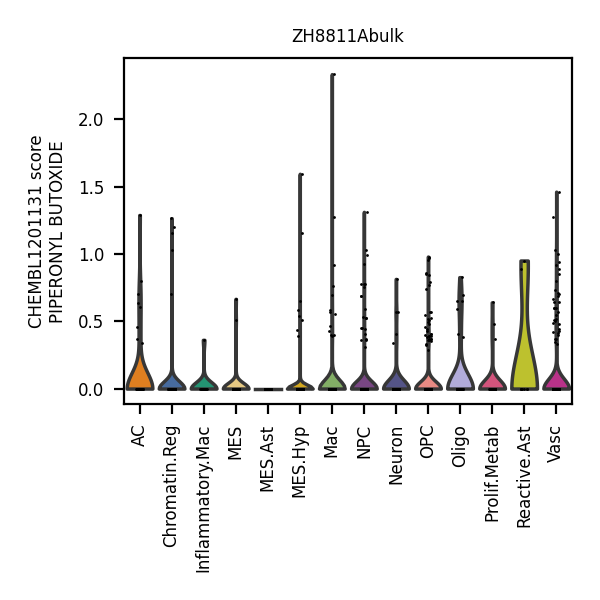 ZH8811Abulk
CHEMBL1201131 score
PIPERONYL BUTOXIDE
2.0
1.5
1.0
0.5
0.0
AC
Chromatin.Reg
Inflammatory.Mac
MES
MES.Ast
MES.Hyp
Mac
NPC
Neuron
OPC
Oligo
Prolif.Metab
Reactive.Ast
Vasc